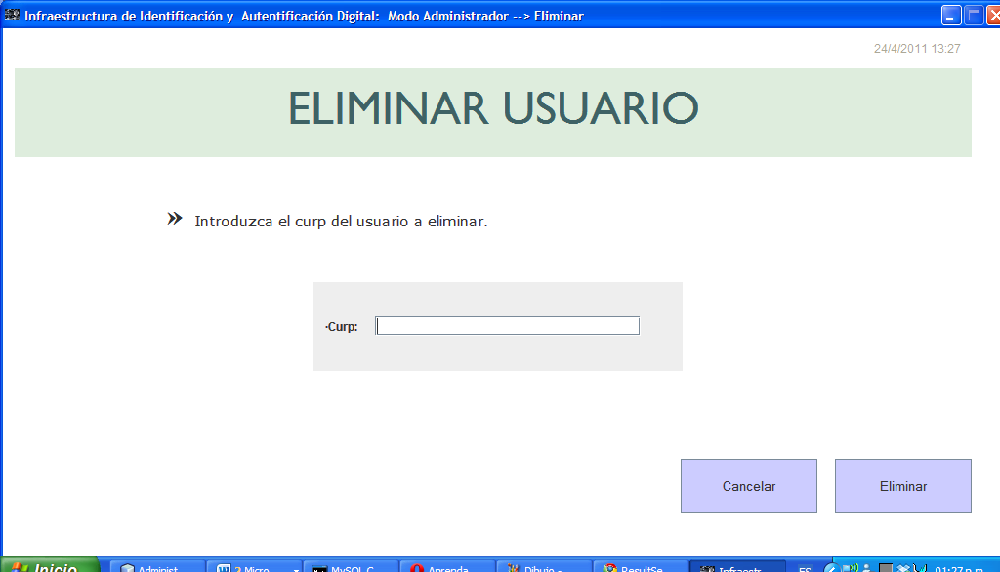 Infraestructura de Identificación y Autentificación Digital: Modo Administrador --> Eliminar
24/4/2011 13:27
ELIMINAR USUARIO
» Introduzca el curp del usuario a eliminar.
·Curp:
Cancelar Eliminar
Inicio Administ 3 Micro MySQL C Aprenda Dibujo - ResultSe Infraestr ES 01:27 p.m.